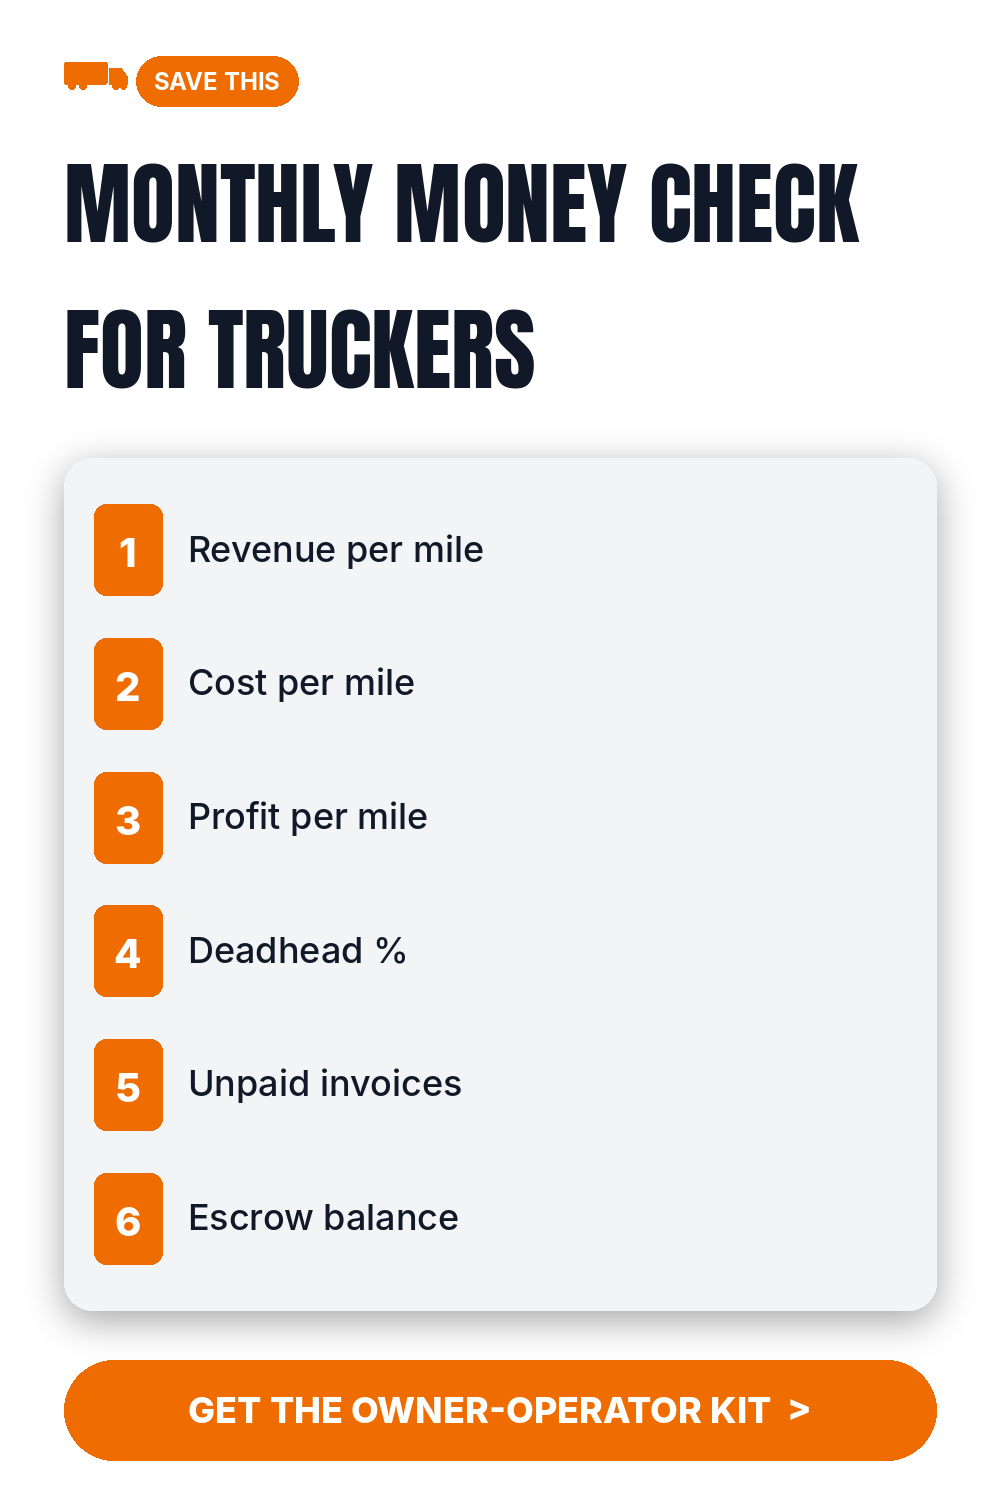 SAVE THIS
MONTHLY MONEY CHECK
FOR TRUCKERS
1 Revenue per mile
2 Cost per mile
3 Profit per mile
4 Deadhead %
5 Unpaid invoices
6 Escrow balance
GET THE OWNER-OPERATOR KIT >